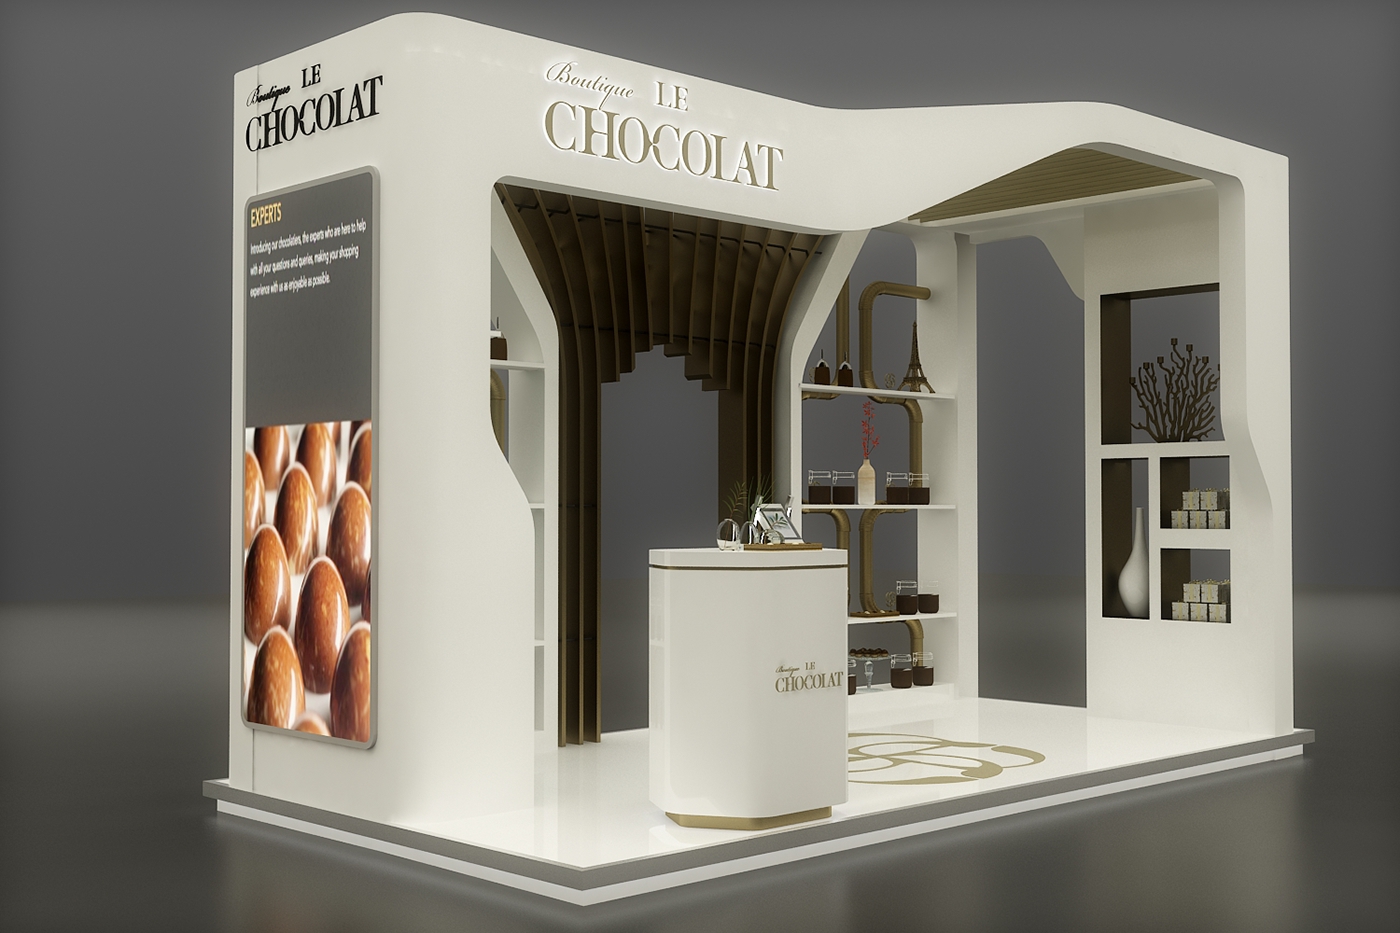 Boutique LE
CHOCOLAT
EXPERTS
Introducing our chocolatiers, the experts who are here to help
with all your questions and queries, making your shopping
experience with us as enjoyable as possible.
Boutique LE
CHOCOLAT
Boutique LE
CHOCOLAT